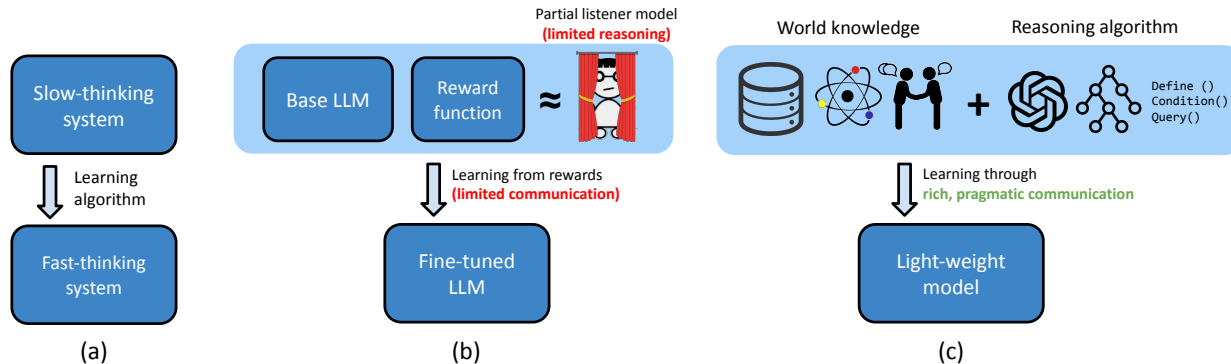 Slow-thinking
system
Learning
algorithm
Fast-thinking
system
(a)
Partial listener model
(limited reasoning)
Base LLM
Reward
function
≈
Learning from rewards
(limited communication)
Fine-tuned
LLM
(b)
World knowledge
Reasoning algorithm
+
Define ()
Condition()
Query()
Learning through
rich, pragmatic communication
Light-weight
model
(c)